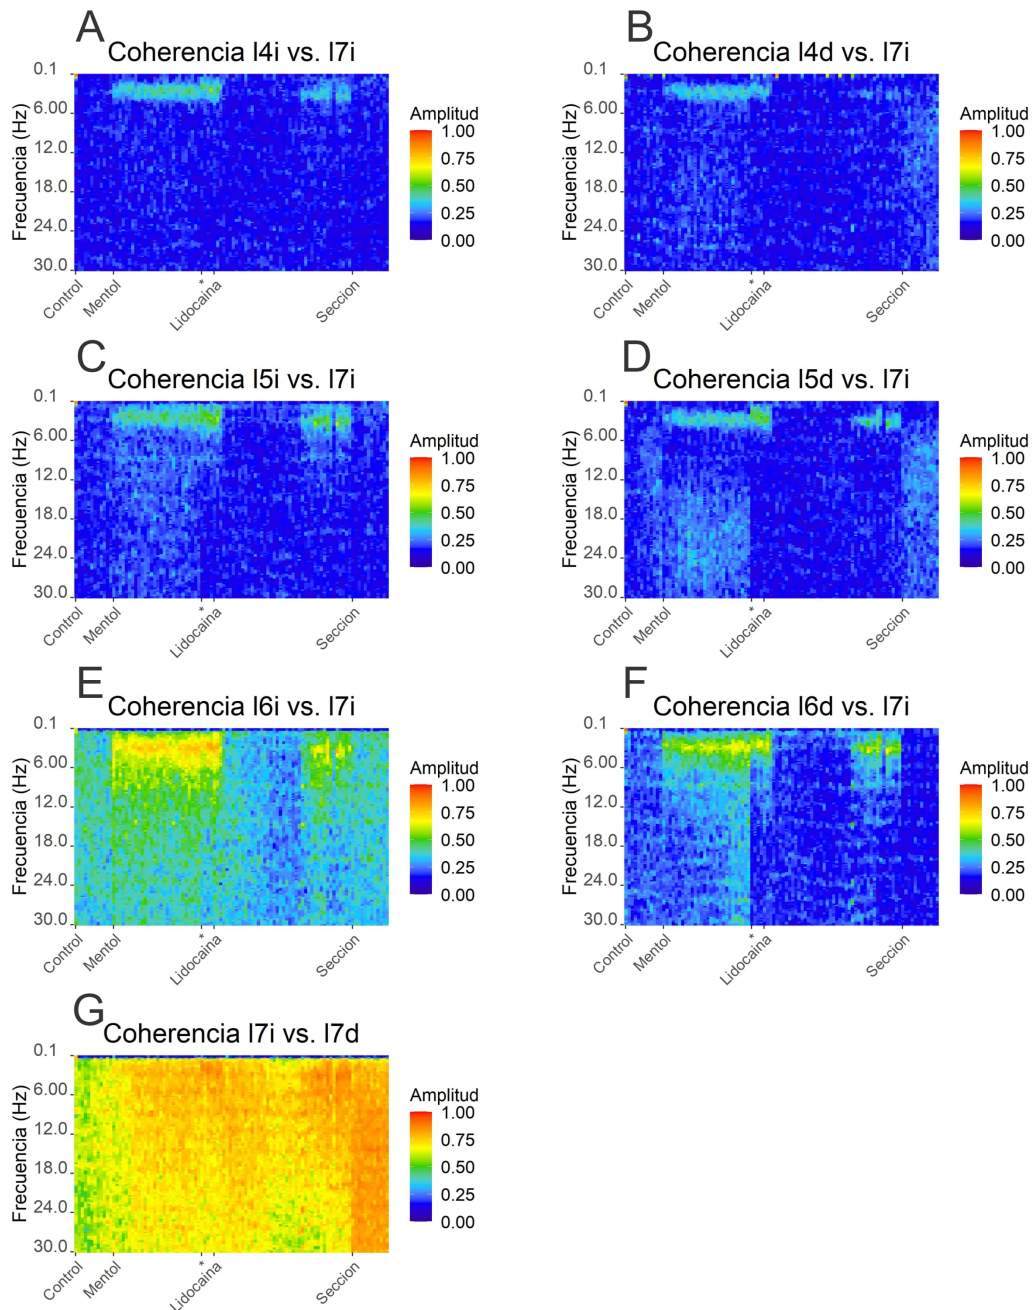 A
Coherencia l4i vs. l7i
0.1
6.00
12.0
18.0
24.0
30.0
Frecuencia (Hz)
Control
Mentol
*
Lidocaina
Seccion
Amplitud
1.00
0.75
0.50
0.25
0.00
B
Coherencia l4d vs. l7i
0.1
6.00
12.0
18.0
24.0
30.0
Frecuencia (Hz)
Control
Mentol
*
Lidocaina
Seccion
Amplitud
1.00
0.75
0.50
0.25
0.00
C
Coherencia l5i vs. l7i
0.1
6.00
12.0
18.0
24.0
30.0
Frecuencia (Hz)
Control
Mentol
*
Lidocaina
Seccion
Amplitud
1.00
0.75
0.50
0.25
0.00
D
Coherencia l5d vs. l7i
0.1
6.00
12.0
18.0
24.0
30.0
Frecuencia (Hz)
Control
Mentol
*
Lidocaina
Seccion
Amplitud
1.00
0.75
0.50
0.25
0.00
E
Coherencia l6i vs. l7i
0.1
6.00
12.0
18.0
24.0
30.0
Frecuencia (Hz)
Control
Mentol
*
Lidocaina
Seccion
Amplitud
1.00
0.75
0.50
0.25
0.00
F
Coherencia l6d vs. l7i
0.1
6.00
12.0
18.0
24.0
30.0
Frecuencia (Hz)
Control
Mentol
*
Lidocaina
Seccion
Amplitud
1.00
0.75
0.50
0.25
0.00
G
Coherencia l7i vs. l7d
0.1
6.00
12.0
18.0
24.0
30.0
Frecuencia (Hz)
Control
Mentol
*
Lidocaina
Seccion
Amplitud
1.00
0.75
0.50
0.25
0.00